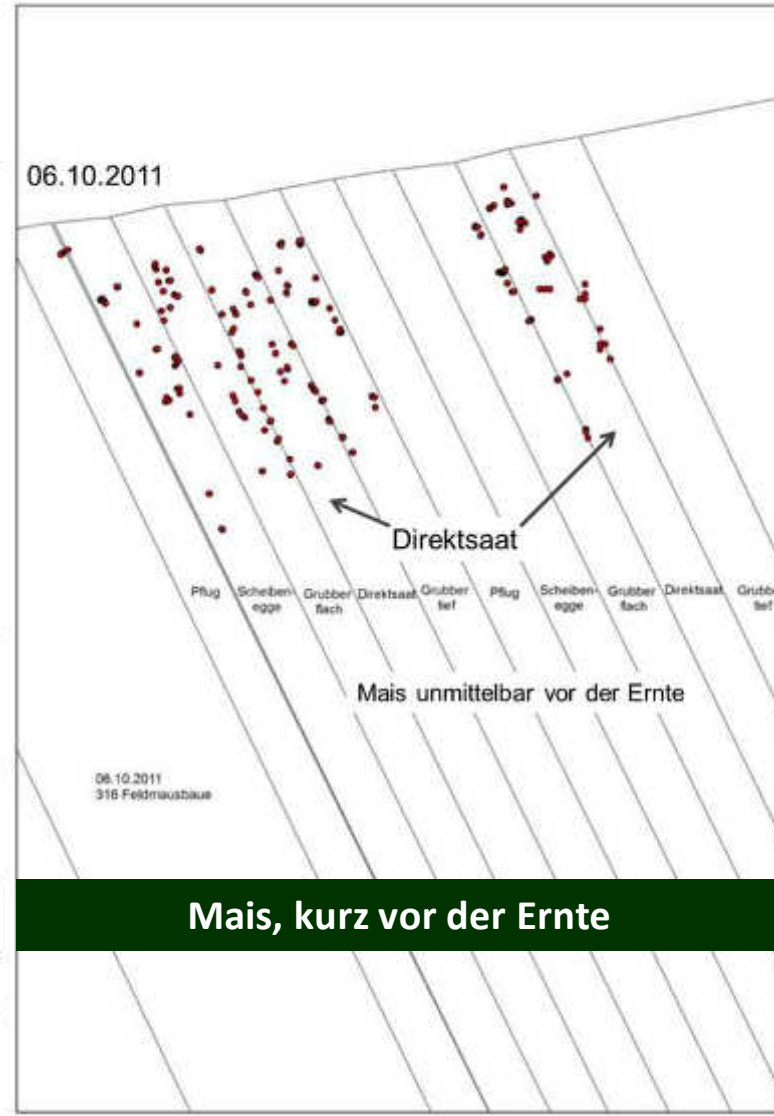 06.10.2011
Direktsaat
Pflug
Scheiben-
egge
Grubber
flach
Direktsaat
Grubber
tief
Pflug
Scheiben-
egge
Grubber
flach
Direktsaat
tief
Mais unmittelbar vor der Ernte
06.10.2011
316 Feldmausbaue
Mais, kurz vor der Ernte